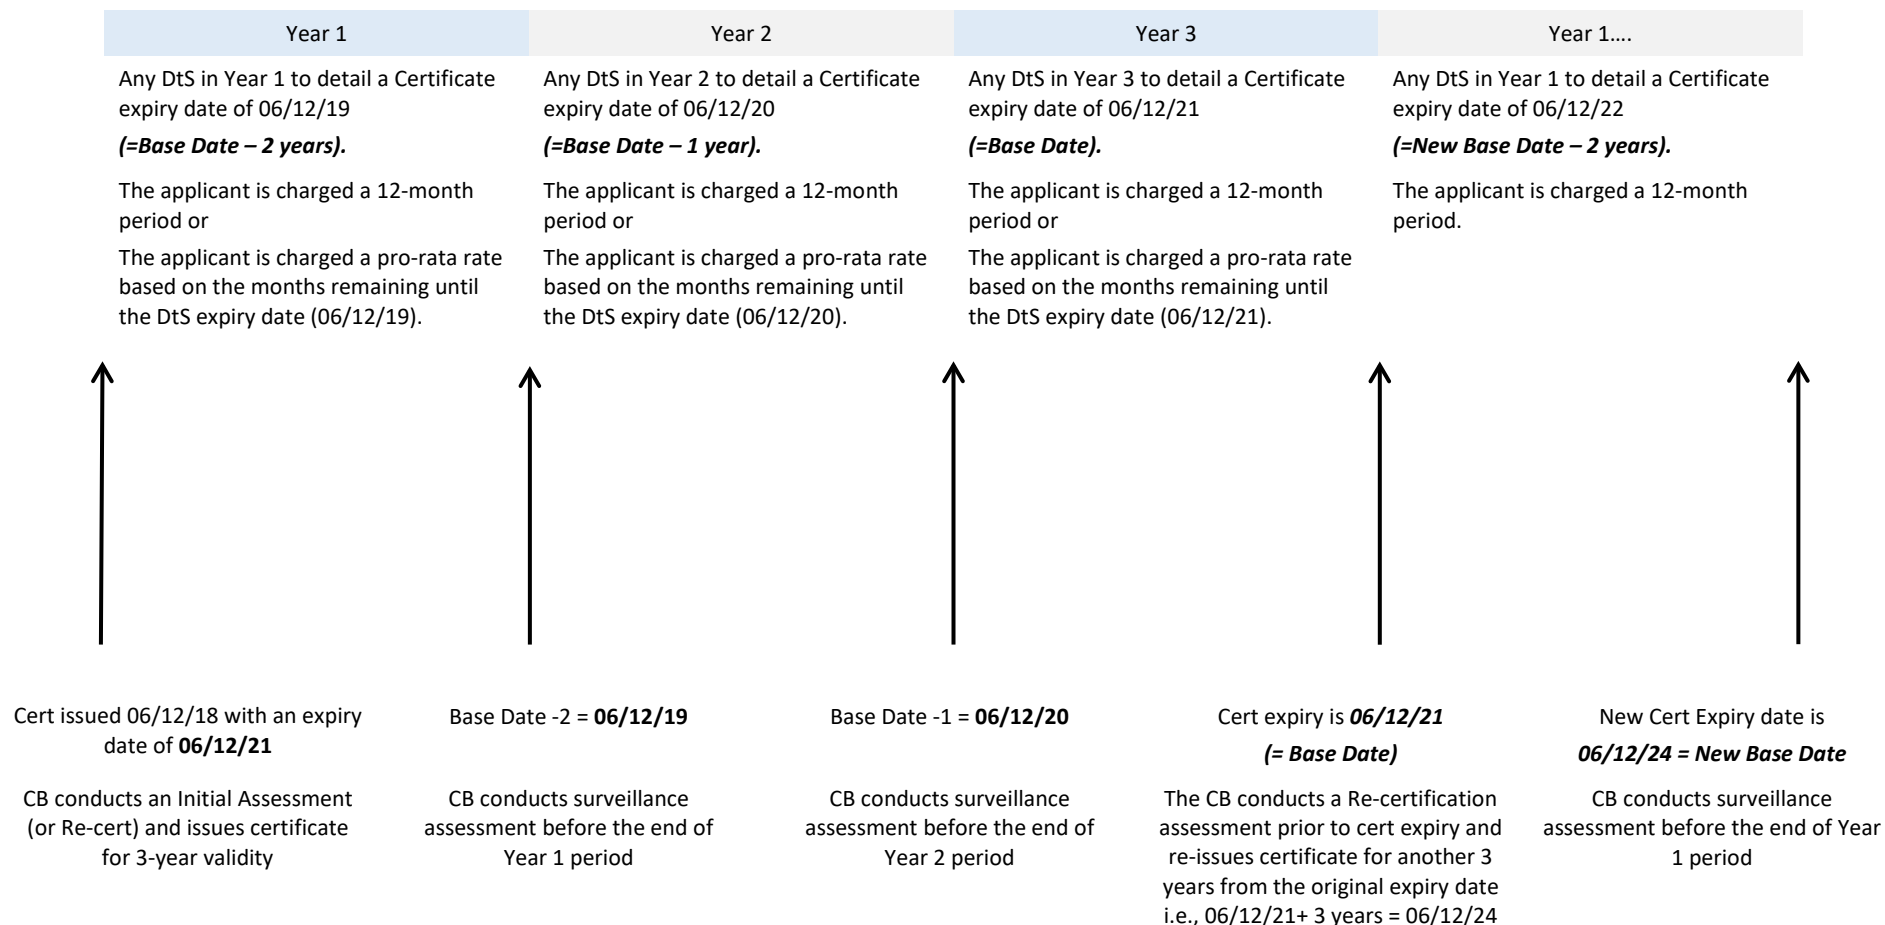 Year 1
Year 2
Year 3
Year 1....
Any DtS in Year 1 to detail a Certificate
expiry date of 06/12/19
(=Base Date – 2 years).
The applicant is charged a 12-month
period or
The applicant is charged a pro-rata rate
based on the months remaining until
the DtS expiry date (06/12/19).
Any DtS in Year 2 to detail a Certificate
expiry date of 06/12/20
(=Base Date – 1 year).
The applicant is charged a 12-month
period or
The applicant is charged a pro-rata rate
based on the months remaining until
the DtS expiry date (06/12/20).
Any DtS in Year 3 to detail a Certificate
expiry date of 06/12/21
(=Base Date).
The applicant is charged a 12-month
period or
The applicant is charged a pro-rata rate
based on the months remaining until
the DtS expiry date (06/12/21).
Any DtS in Year 1 to detail a Certificate
expiry date of 06/12/22
(=New Base Date – 2 years).
The applicant is charged a 12-month
period.
Cert issued 06/12/18 with an expiry
date of 06/12/21
CB conducts an Initial Assessment
(or Re-cert) and issues certificate
for 3-year validity
Base Date -2 = 06/12/19
CB conducts surveillance
assessment before the end of
Year 1 period
Base Date -1 = 06/12/20
CB conducts surveillance
assessment before the end of
Year 2 period
Cert expiry is 06/12/21
(= Base Date)
The CB conducts a Re-certification
assessment prior to cert expiry and
re-issues certificate for another 3
years from the original expiry date
i.e., 06/12/21+ 3 years = 06/12/24
New Cert Expiry date is
06/12/24 = New Base Date
CB conducts surveillance
assessment before the end of Year
1 period